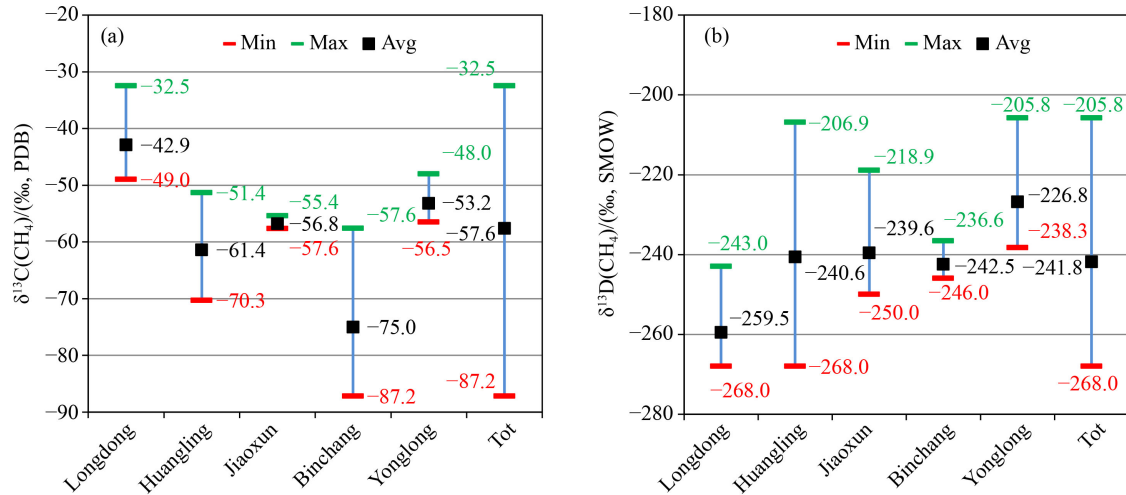 (a)
Min Max Avg
δ¹³C(CH₄)/(‰, PDB)
−20
−30
−40
−50
−60
−70
−80
−90
−32.5
−42.9
−49.0
−51.4
−61.4
−70.3
−55.4
−56.8
−57.6
−57.6
−75.0
−87.2
−48.0
−53.2
−56.5
−32.5
−57.6
−87.2
Longdong
Huangling
Jiaoxun
Binchang
Yonglong
Tot
(b)
Min Max Avg
δ¹³D(CH₄)/(‰, SMOW)
−180
−200
−220
−240
−260
−280
−243.0
−259.5
−268.0
−206.9
−240.6
−268.0
−218.9
−239.6
−250.0
−236.6
−242.5
−246.0
−205.8
−226.8
−238.3
−205.8
−241.8
−268.0
Longdong
Huangling
Jiaoxun
Binchang
Yonglong
Tot